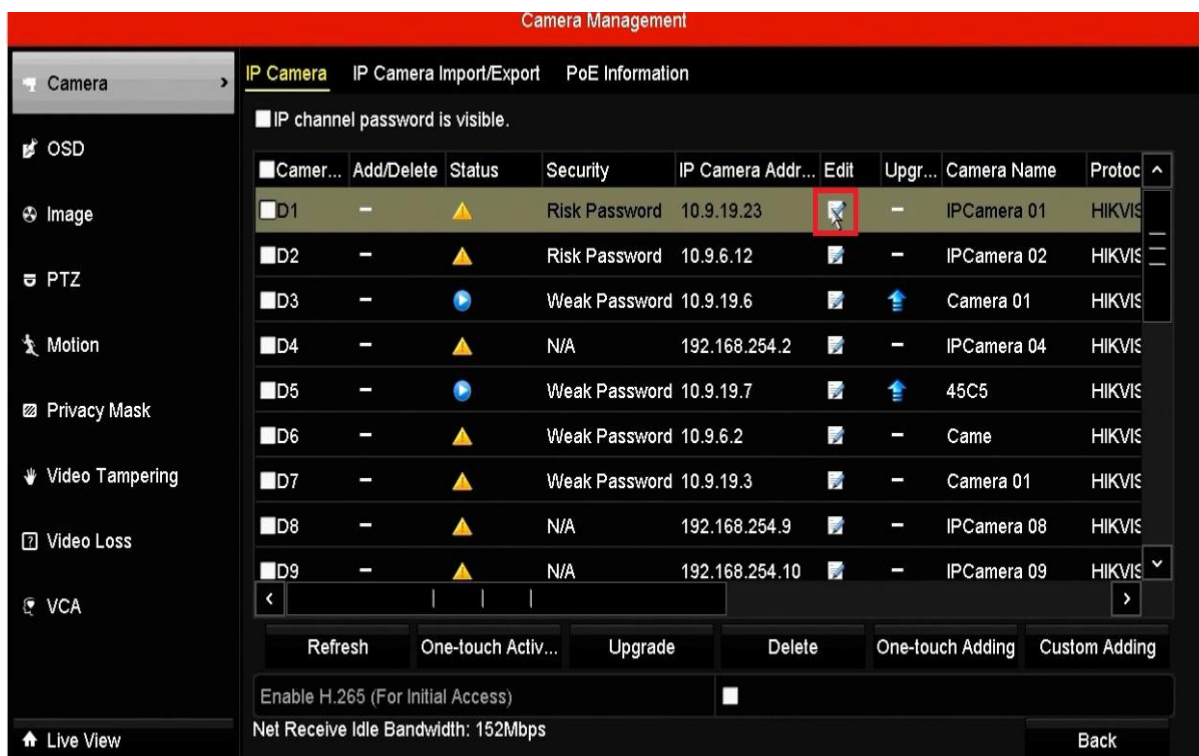 Camera Management
Camera
OSD
Image
PTZ
Motion
Privacy Mask
Video Tampering
Video Loss
VCA
Live View
IP Camera IP Camera Import/Export PoE Information
IP channel password is visible.
Camer... Add/Delete Status Security IP Camera Addr... Edit Upgr... Camera Name Protoc
D1 – Risk Password 10.9.19.23 – IPCamera 01 HIKVIS
D2 – Risk Password 10.9.6.12 – IPCamera 02 HIKVIS
D3 – Weak Password 10.9.19.6 Camera 01 HIKVIS
D4 – N/A 192.168.254.2 – IPCamera 04 HIKVIS
D5 – Weak Password 10.9.19.7 45C5 HIKVIS
D6 – Weak Password 10.9.6.2 – Came HIKVIS
D7 – Weak Password 10.9.19.3 – Camera 01 HIKVIS
D8 – N/A 192.168.254.9 – IPCamera 08 HIKVIS
D9 – N/A 192.168.254.10 – IPCamera 09 HIKVIS
Refresh One-touch Activ... Upgrade Delete One-touch Adding Custom Adding
Enable H.265 (For Initial Access)
Net Receive Idle Bandwidth: 152Mbps
Back